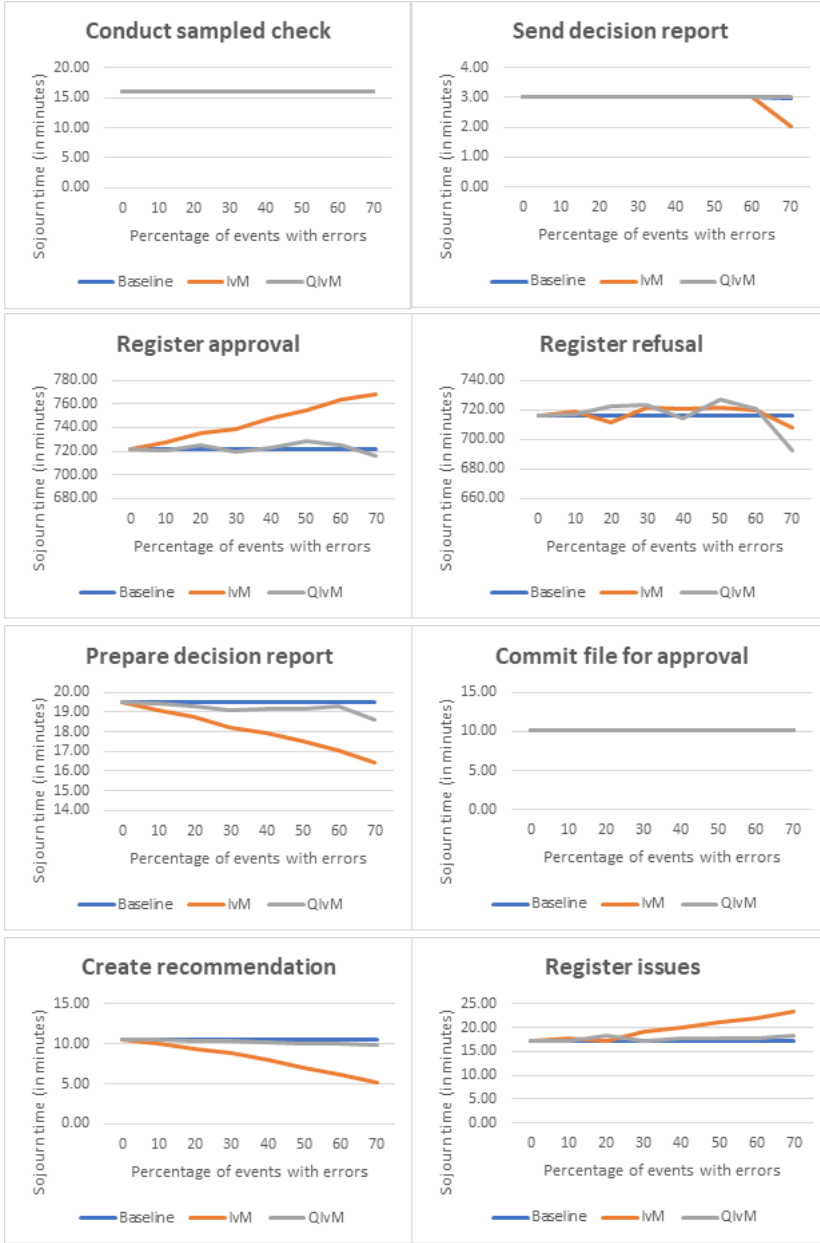 Conduct sampled check
Sojourn time (in minutes)
20.00
15.00
10.00
5.00
0.00
0 10 20 30 40 50 60 70
Percentage of events with errors
Baseline IvM QIvM
Send decision report
Sojourn time (in minutes)
4.00
3.00
2.00
1.00
0.00
0 10 20 30 40 50 60 70
Percentage of events with errors
Baseline IvM QIvM
Register approval
Sojourn time (in minutes)
780.00
760.00
740.00
720.00
700.00
680.00
0 10 20 30 40 50 60 70
Percentage of events with errors
Baseline IvM QIvM
Register refusal
Sojourn time (in minutes)
740.00
720.00
700.00
680.00
660.00
0 10 20 30 40 50 60 70
Percentage of events with errors
Baseline IvM QIvM
Prepare decision report
Sojourn time (in minutes)
20.00
19.00
18.00
17.00
16.00
15.00
14.00
0 10 20 30 40 50 60 70
Percentage of events with errors
Baseline IvM QIvM
Commit file for approval
Sojourn time (in minutes)
15.00
10.00
5.00
0.00
0 10 20 30 40 50 60 70
Percentage of events with errors
Baseline IvM QIvM
Create recommendation
Sojourn time (in minutes)
15.00
10.00
5.00
0.00
0 10 20 30 40 50 60 70
Percentage of events with errors
Baseline IvM QIvM
Register issues
Sojourn time (in minutes)
25.00
20.00
15.00
10.00
5.00
0.00
0 10 20 30 40 50 60 70
Percentage of events with errors
Baseline IvM QIvM